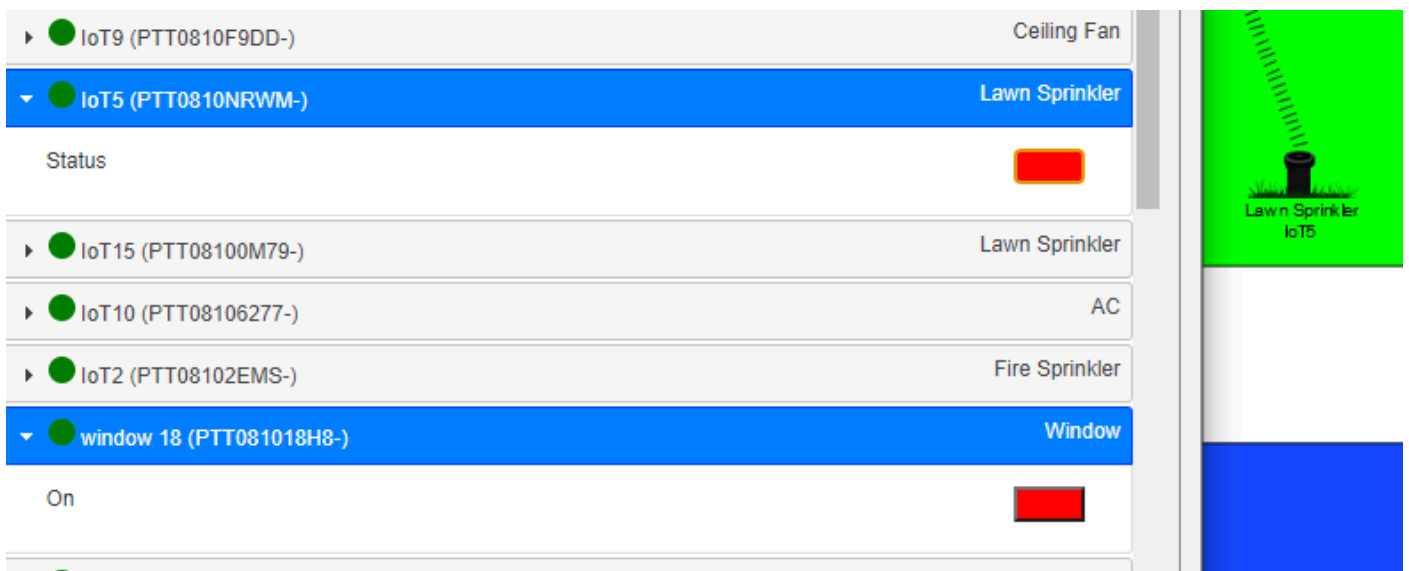 IoT9 (PTT0810F9DD-) Ceiling Fan
IoT5 (PTT0810NRWM-) Lawn Sprinkler
Status
IoT15 (PTT08100M79-) Lawn Sprinkler
IoT10 (PTT08106277-) AC
IoT2 (PTT08102EMS-) Fire Sprinkler
window 18 (PTT081018H8-) Window
On
Lawn Sprinkler
IoT5